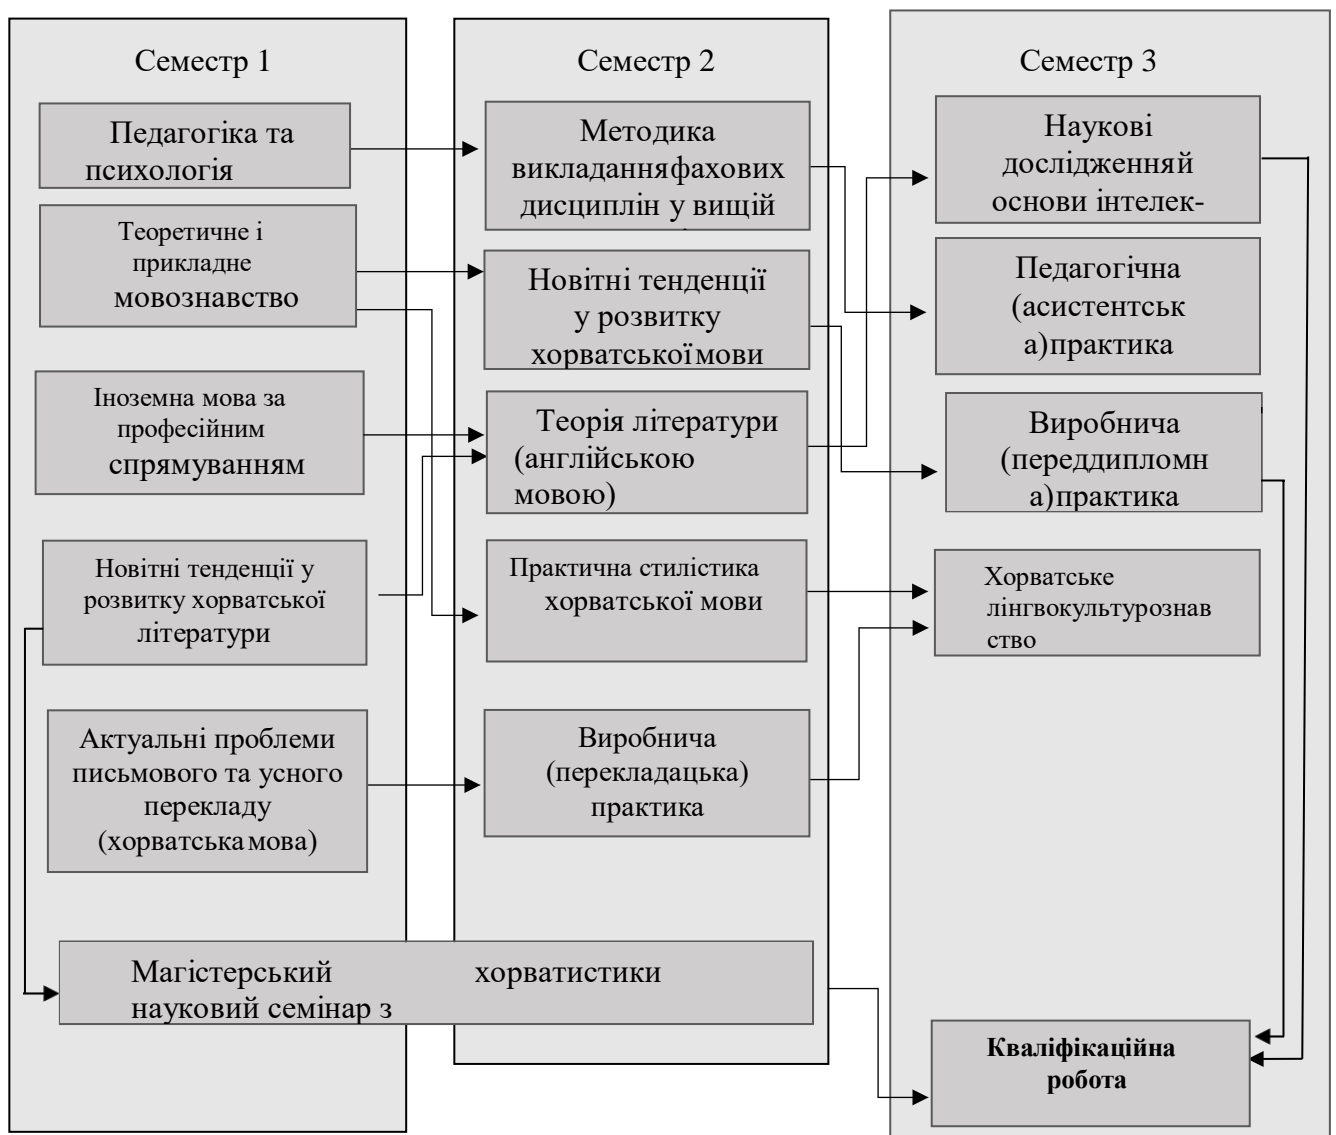 Семестр 1
Педагогіка та
психологія
Теоретичне і
прикладне
мовознавство
Іноземна мова за
професійним
спрямуванням
Новітні тенденції у
розвитку хорватської
літератури
Актуальні проблеми
письмового та усного
перекладу
(хорватська мова)
Магістерський хорватистики
науковий семінар з
Семестр 2
Методика
викладанняфахових
дисциплін у вищій
Новітні тенденції
у розвитку
хорватськоїмови
Теорія літератури
(англійською
мовою)
Практична стилістика
хорватської мови
Виробнича
(перекладацька)
практика
Семестр 3
Наукові
дослідженняй
основи інтелек-
Педагогічна
(асистентськ
а)практика
Виробнича
(переддипломн
а)практика
Хорватське
лінгвокультурознав
ство
Кваліфікаційна
робота